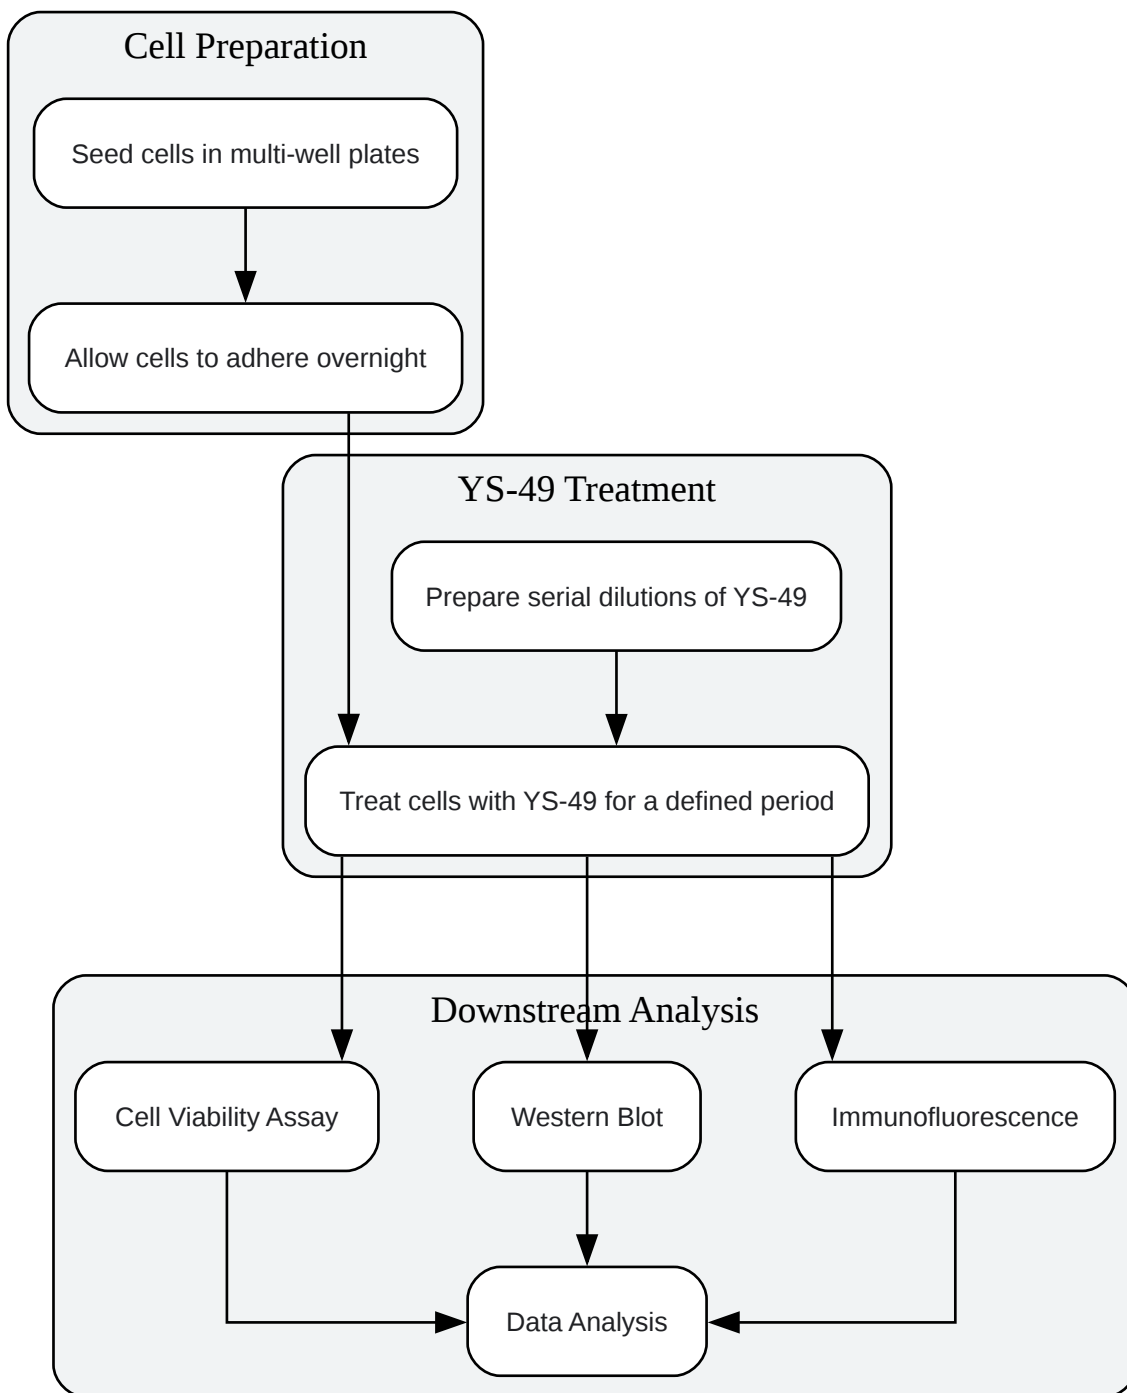 Cell Preparation
Seed cells in multi-well plates
Allow cells to adhere overnight
YS-49 Treatment
Prepare serial dilutions of YS-49
Treat cells with YS-49 for a defined period
Downstream Analysis
Cell Viability Assay
Western Blot
Immunofluorescence
Data Analysis